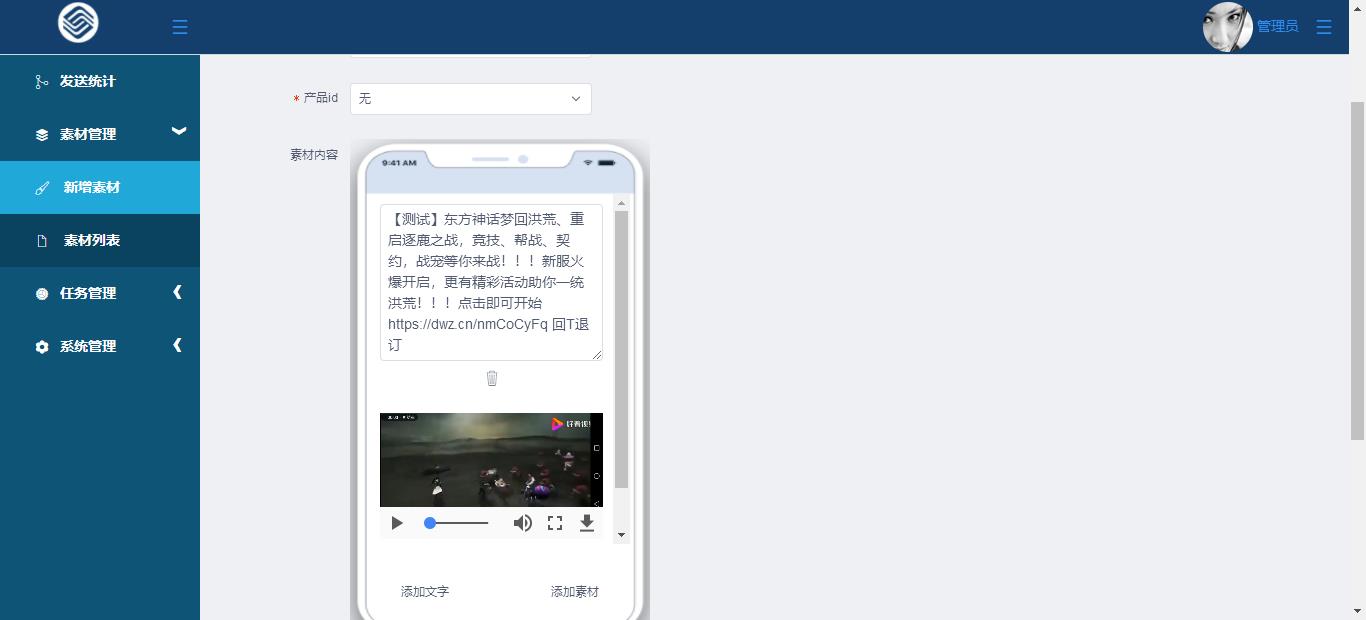 管理员
发送统计
素材管理
新增素材
素材列表
任务管理
系统管理
* 产品id
无
素材内容
9:41 AM
【测试】东方神话梦回洪荒、重
启逐鹿之战，竞技、帮战、契
约，战宠等你来战！！！新服火
爆开启，更有精彩活动助你一统
洪荒！！！点击即可开始
https://dwz.cn/nmCoCyFq 回T退
订
好看视
添加文字
添加素材